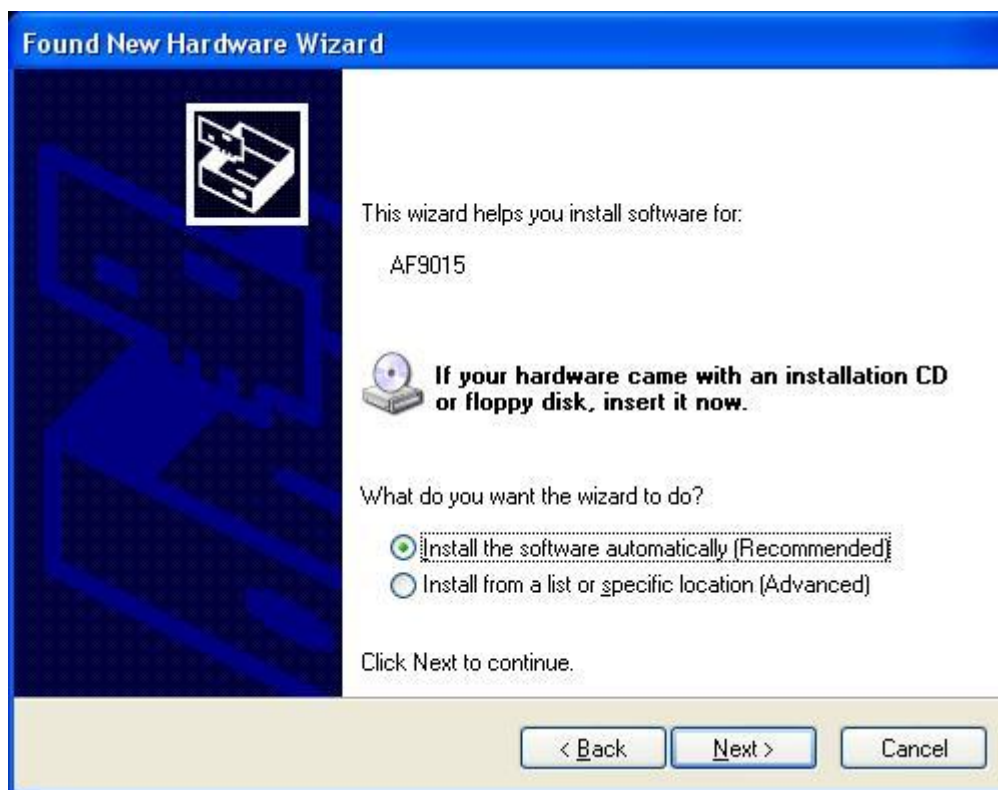 Found New Hardware Wizard
This wizard helps you install software for:
AF9015
If your hardware came with an installation CD
or floppy disk, insert it now.
What do you want the wizard to do?
Install the software automatically (Recommended)
Install from a list or specific location (Advanced)
Click Next to continue.
< Back Next > Cancel